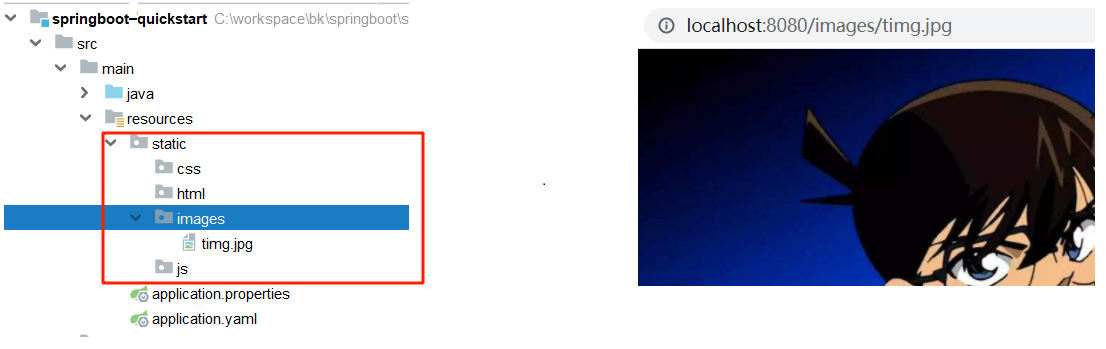 springboot-quickstart C:\workspace\bk\springboot\s
src
main
java
resources
static
css
html
images
timg.jpg
js
application.properties
application.yaml
localhost:8080/images/timg.jpg